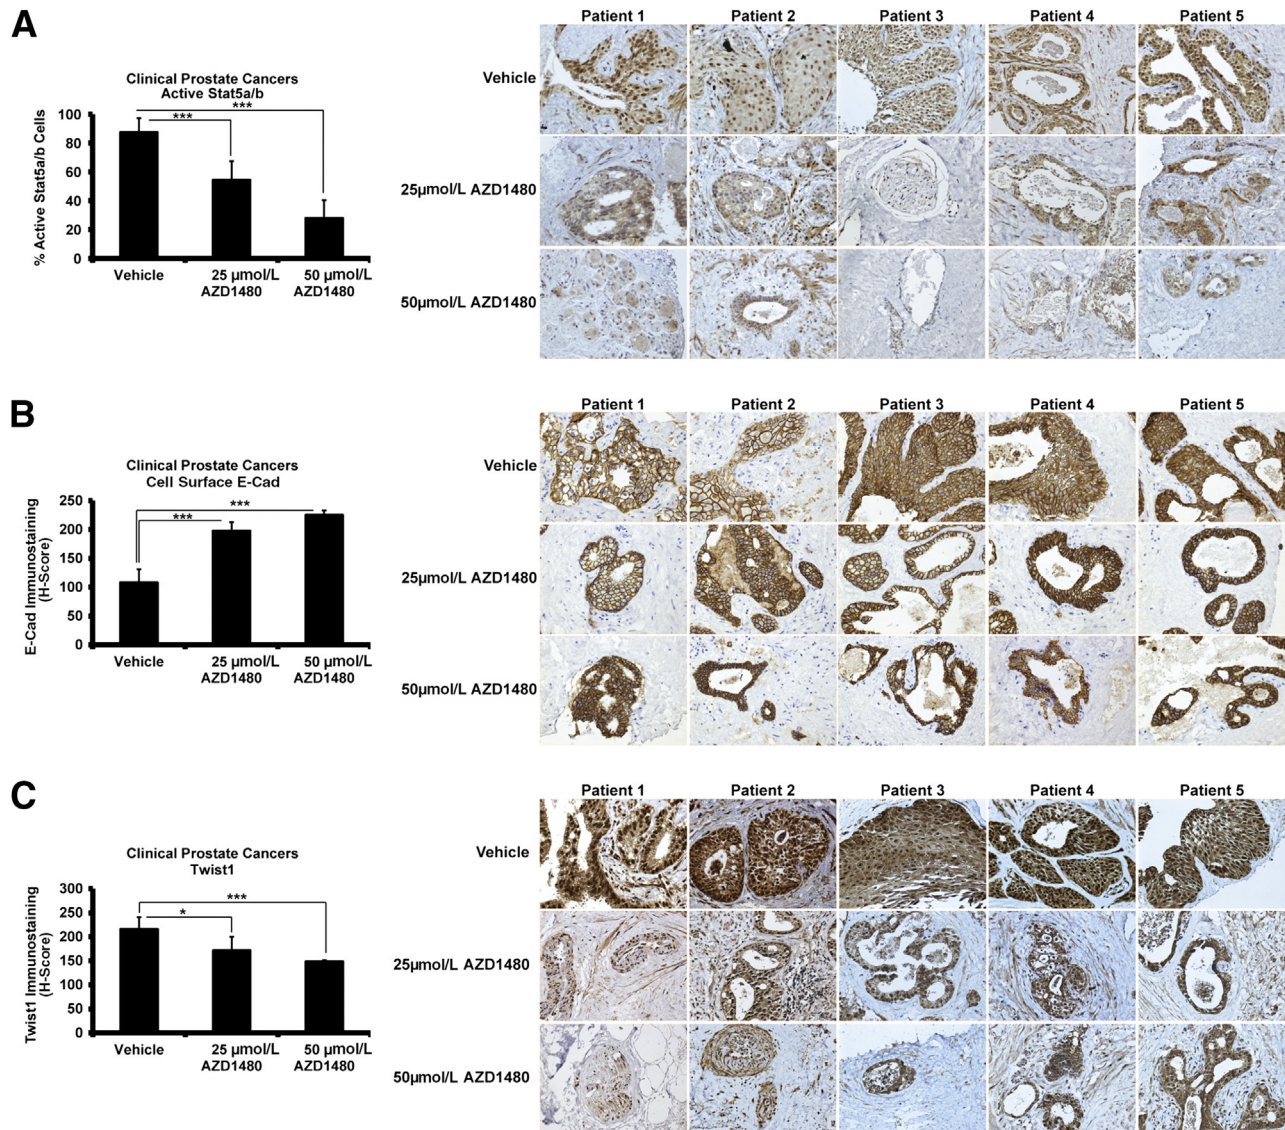 A
Clinical Prostate Cancers
Active Stat5a/b
***
***
% Active Stat5a/b Cells
100
80
60
40
20
0
Vehicle
25 µmol/L AZD1480
50 µmol/L AZD1480
Patient 1 Patient 2 Patient 3 Patient 4 Patient 5
Vehicle
25µmol/L AZD1480
50µmol/L AZD1480
B
Clinical Prostate Cancers
Cell Surface E-Cad
***
***
E-Cad Immunostaining
(H-Score)
250
200
150
100
50
0
Vehicle
25 µmol/L AZD1480
50 µmol/L AZD1480
Patient 1 Patient 2 Patient 3 Patient 4 Patient 5
Vehicle
25µmol/L AZD1480
50µmol/L AZD1480
C
Clinical Prostate Cancers
Twist1
***
*
Twist1 Immunostaining
(H-Score)
300
250
200
150
100
50
0
Vehicle
25 µmol/L AZD1480
50 µmol/L AZD1480
Patient 1 Patient 2 Patient 3 Patient 4 Patient 5
Vehicle
25µmol/L AZD1480
50µmol/L AZD1480